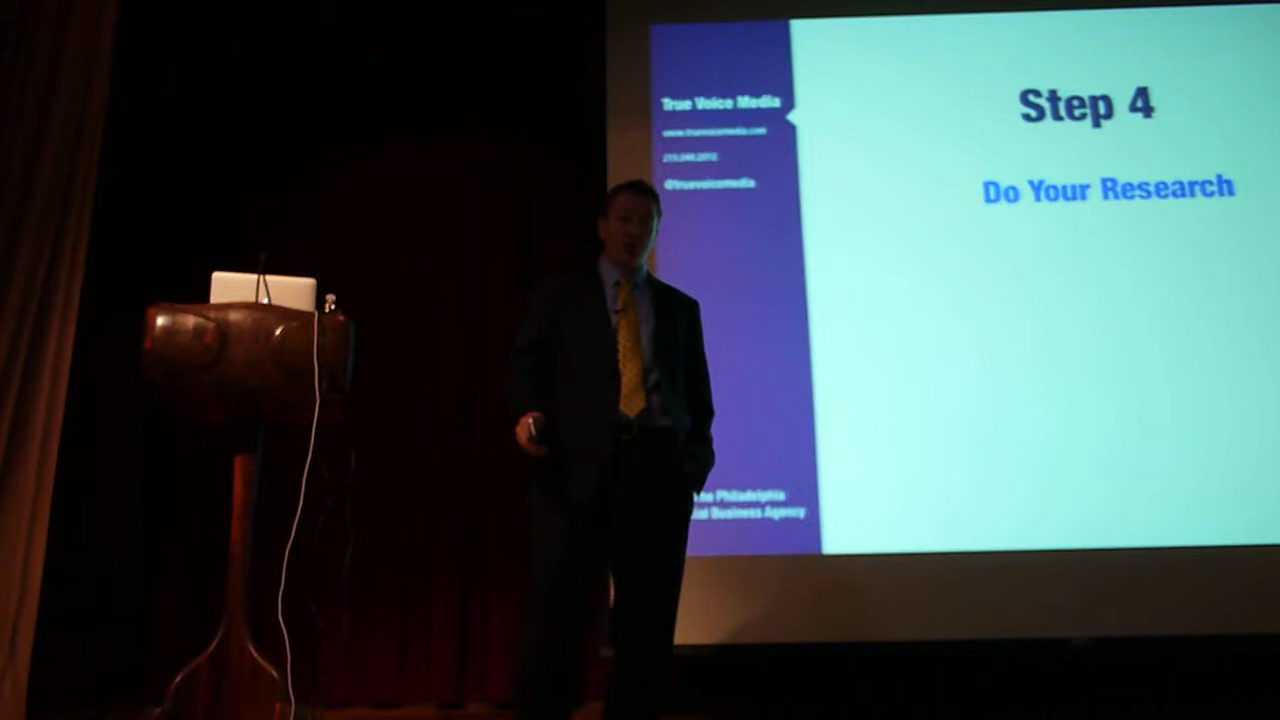 True Voice Media
www.truevoicemedia.com
@truevoicemedia
Step 4
Do Your Research
Philadelphia
Business Agency